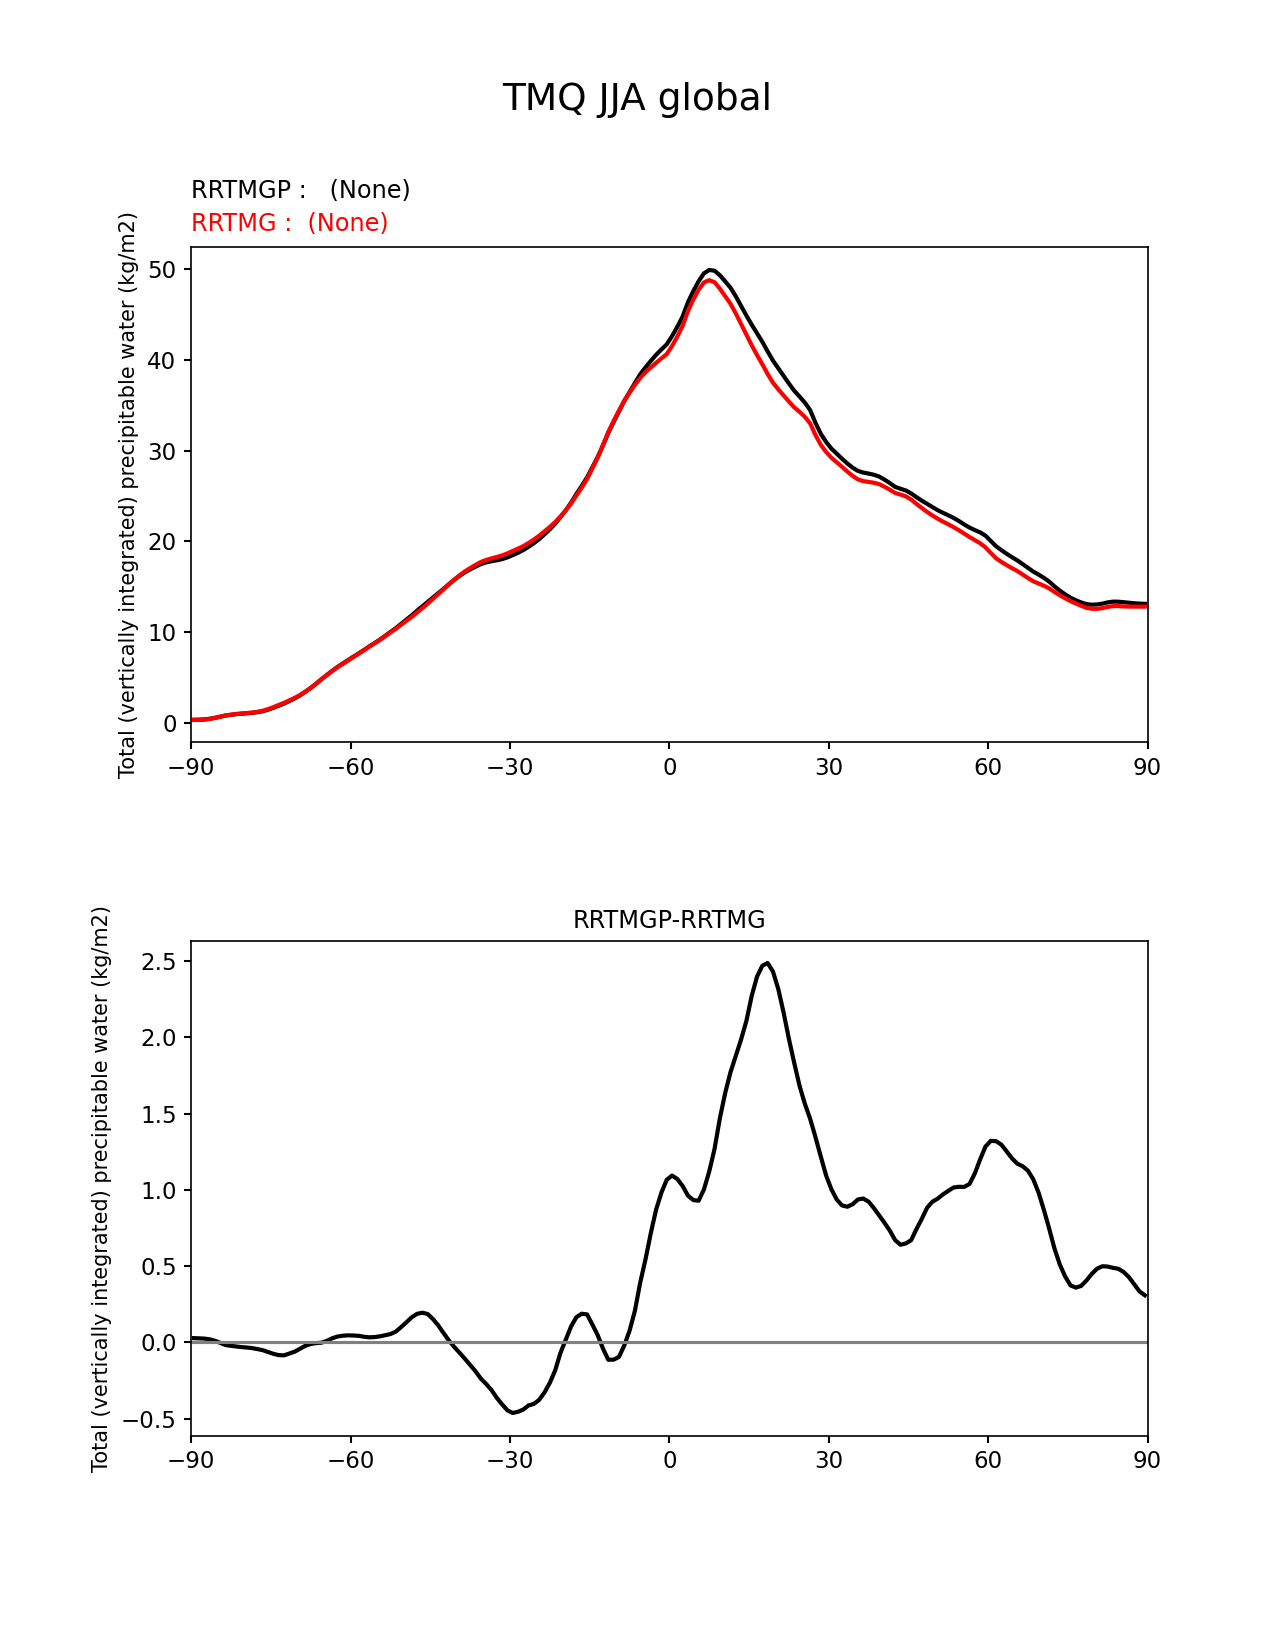 TMQ JJA global
RRTMGP :   (None)
RRTMG :  (None)
Total (vertically integrated) precipitable water (kg/m2)
50
40
30
20
10
0
−90 −60 −30 0 30 60 90
RRTMGP-RRTMG
Total (vertically integrated) precipitable water (kg/m2)
2.5
2.0
1.5
1.0
0.5
0.0
−0.5
−90 −60 −30 0 30 60 90